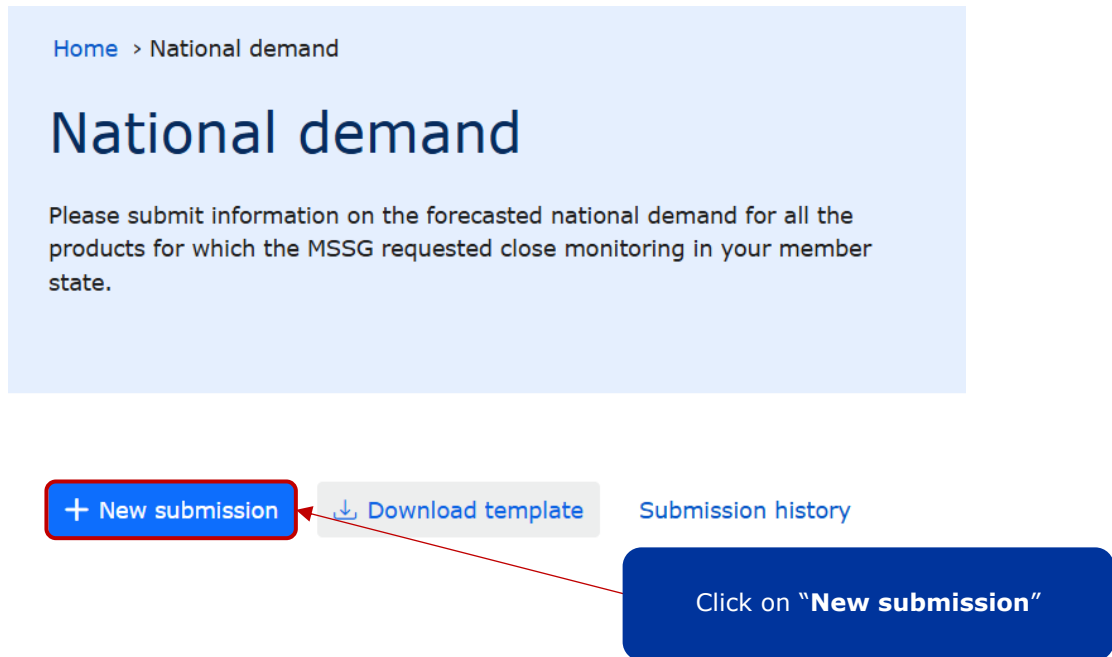 Home > National demand
National demand
Please submit information on the forecasted national demand for all the
products for which the MSSG requested close monitoring in your member
state.
+ New submission
Download template
Submission history
Click on “New submission”